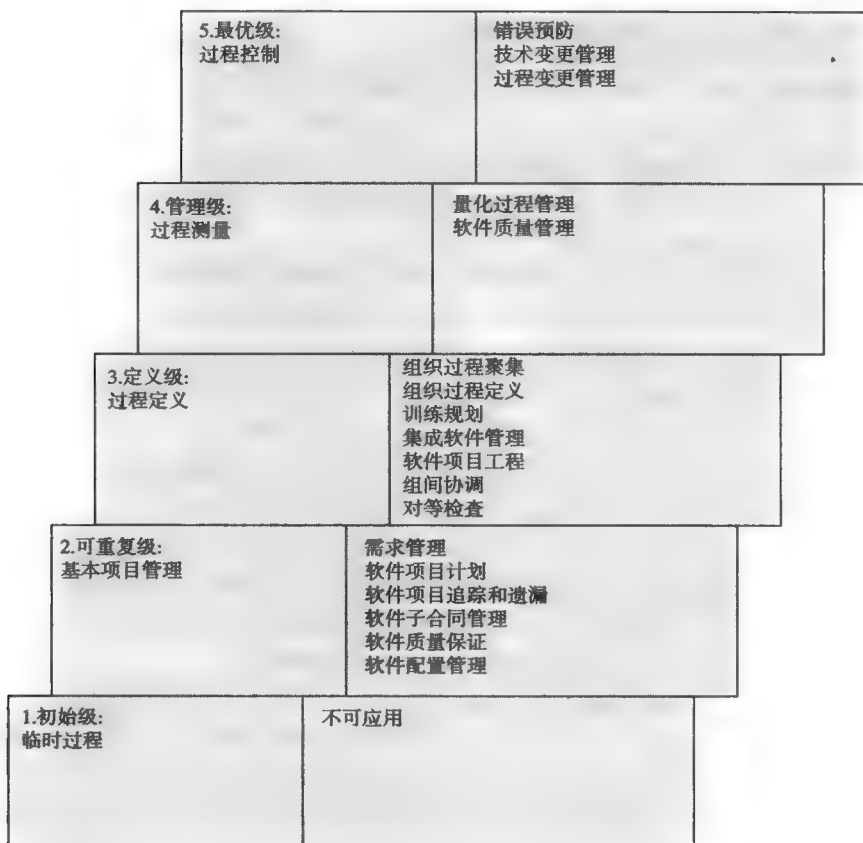 5.最优级:
过程控制
错误预防
技术变更管理
过程变更管理
4.管理级:
过程测量
量化过程管理
软件质量管理
3.定义级:
过程定义
组织过程聚集
组织过程定义
训练规划
集成软件管理
软件项目工程
组间协调
对等检查
2.可重复级:
基本项目管理
需求管理
软件项目计划
软件项目追踪和遗漏
软件子合同管理
软件质量保证
软件配置管理
1.初始级:
临时过程
不可应用